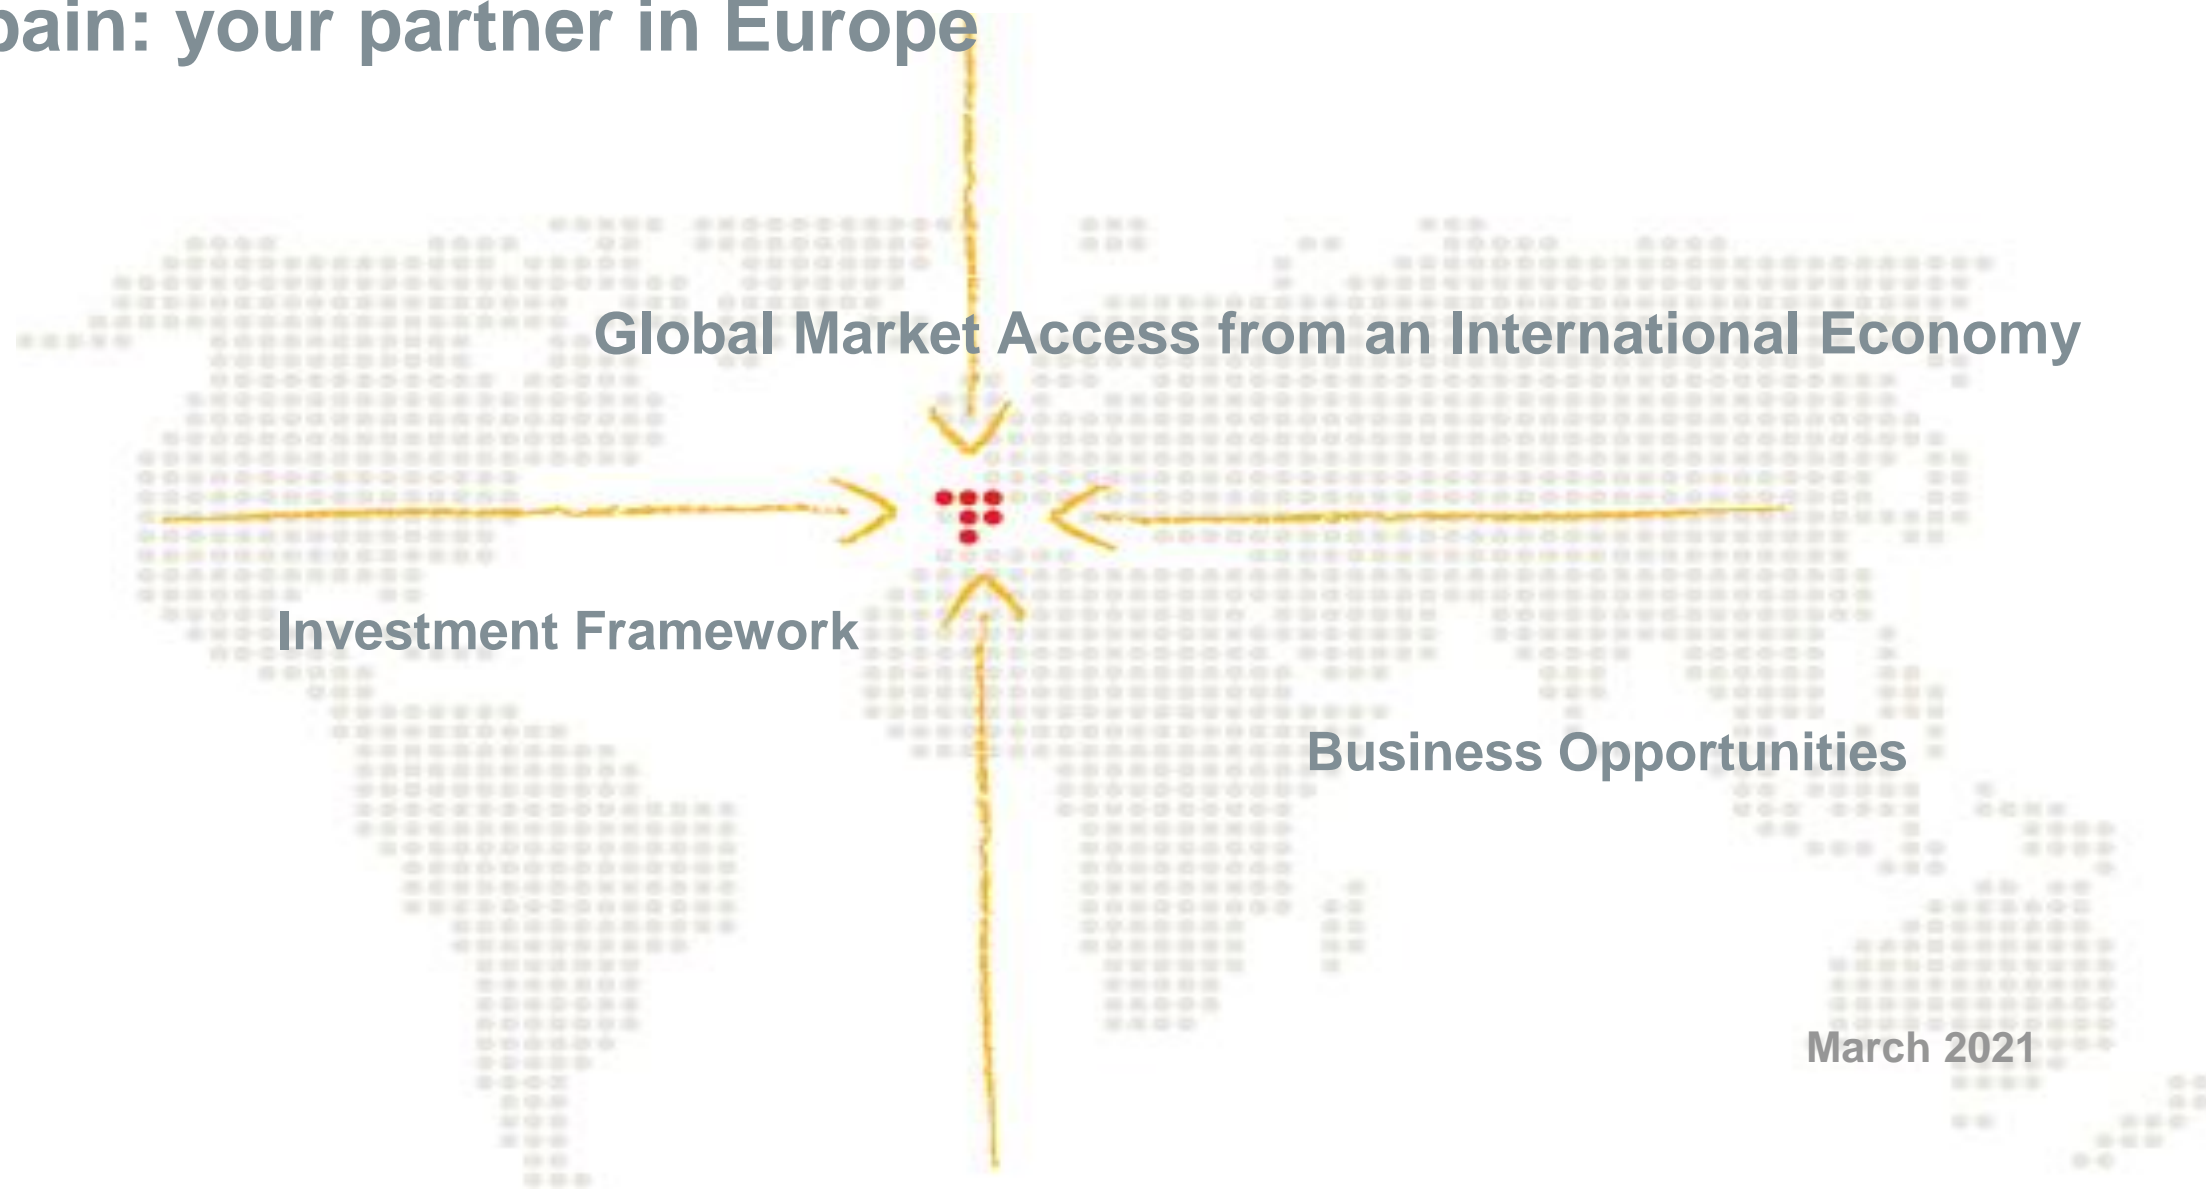 pain: your partner in Europe
Global Market Access from an International Economy
Investment Framework
Business Opportunities
March 2021